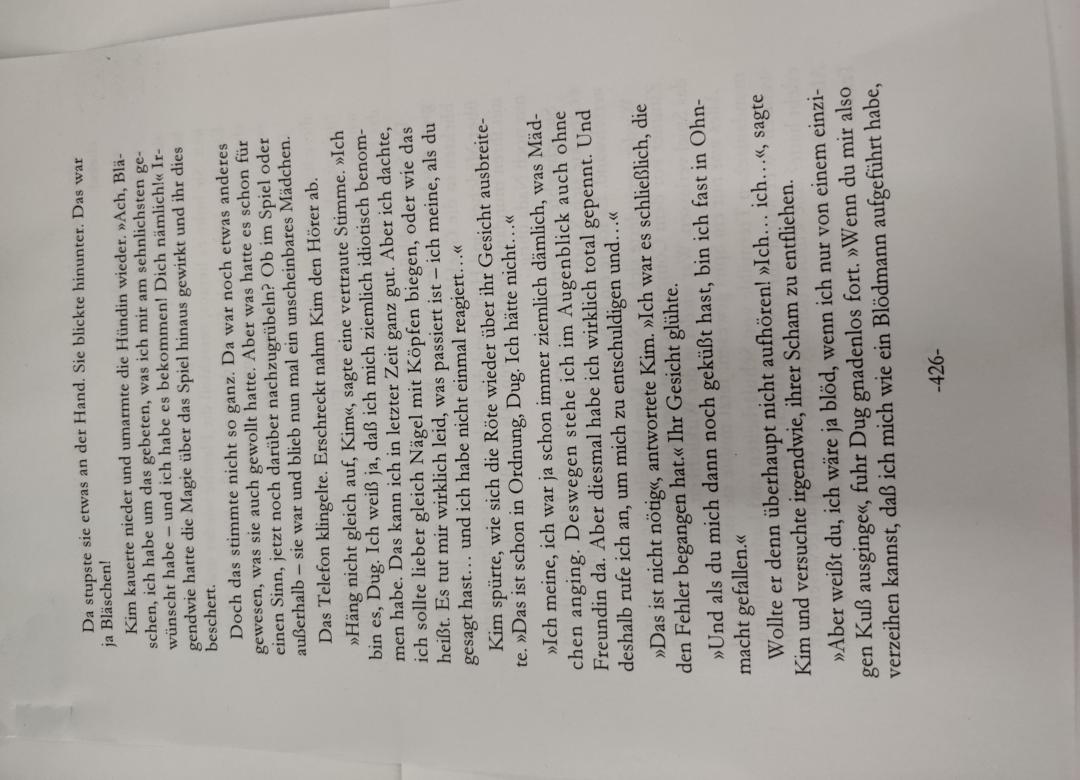 Da stupste sie etwas an der Hand. Sie blickte hinunter. Das war
ja Bläschen!
Kim kauerte nieder und umarmte die Hündin wieder. »Ach, Blä-
schen, ich habe um das gebeten, was ich mir am sehnlichsten ge-
wünscht habe – und ich habe es bekommen! Dich nämlich!« Ir-
gendwie hatte die Magie über das Spiel hinaus gewirkt und ihr dies
beschert.
Doch das stimmte nicht so ganz. Da war noch etwas anderes
gewesen, was sie auch gewollt hatte. Aber was hatte es schon für
einen Sinn, jetzt noch darüber nachzugrübeln? Ob im Spiel oder
außerhalb – sie war und blieb nun mal ein unscheinbares Mädchen.
Das Telefon klingelte. Erschreckt nahm Kim den Hörer ab.
»Häng nicht gleich auf, Kim«, sagte eine vertraute Stimme. »Ich
bin es, Dug. Ich weiß ja, daß ich mich ziemlich idiotisch benom-
men habe. Das kann ich in letzter Zeit ganz gut. Aber ich dachte,
ich sollte lieber gleich Nägel mit Köpfen biegen, oder wie das
heißt. Es tut mir wirklich leid, was passiert ist – ich meine, als du
gesagt hast... und ich habe nicht einmal reagiert...«
Kim spürte, wie sich die Röte wieder über ihr Gesicht ausbreite-
te. »Das ist schon in Ordnung, Dug. Ich hätte nicht...«
»Ich meine, ich war ja schon immer ziemlich dämlich, was Mäd-
chen anging. Deswegen stehe ich im Augenblick auch ohne
Freundin da. Aber diesmal habe ich wirklich total gepennt. Und
deshalb rufe ich an, um mich zu entschuldigen und...«
»Das ist nicht nötig«, antwortete Kim. »Ich war es schließlich, die
den Fehler begangen hat.« Ihr Gesicht glühte.
»Und als du mich dann noch geküßt hast, bin ich fast in Ohn-
macht gefallen.«
Wollte er denn überhaupt nicht aufhören! »Ich... ich...«, sagte
Kim und versuchte irgendwie, ihrer Scham zu entfliehen.
»Aber weißt du, ich wäre ja blöd, wenn ich nur von einem einzi-
gen Kuß ausginge«, fuhr Dug gnadenlos fort. »Wenn du mir also
verzeihen kannst, daß ich mich wie ein Blödmann aufgeführt habe,
-426-